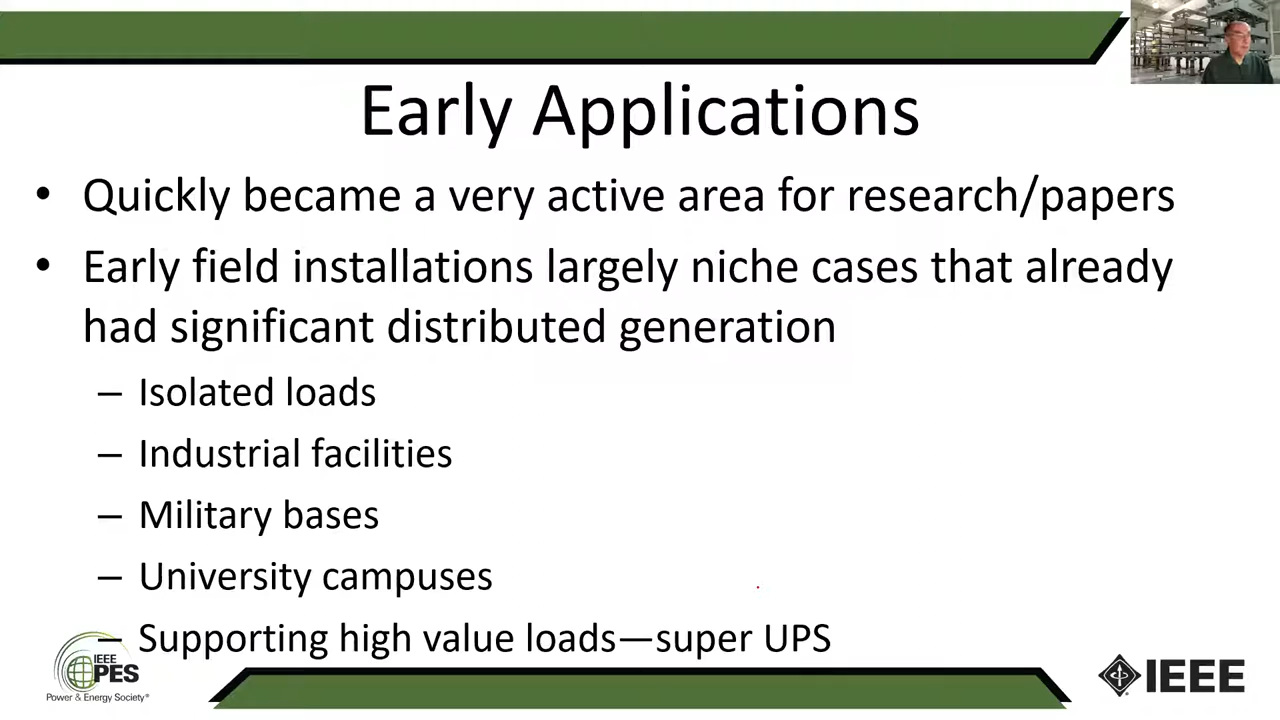 Early Applications
• Quickly became a very active area for research/papers
• Early field installations largely niche cases that already
had significant distributed generation
– Isolated loads
– Industrial facilities
– Military bases
– University campuses
– Supporting high value loads—super UPS
IEEE
PES
Power & Energy Society®
IEEE